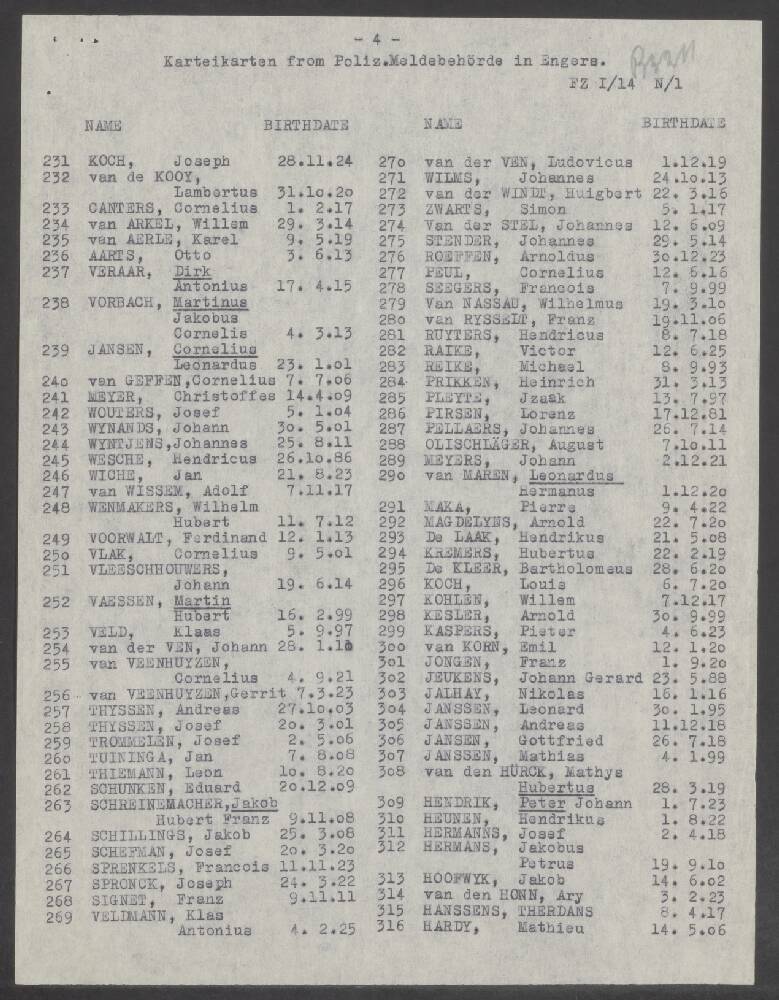 - 4 -
Karteikarten from Poliz.Meldebehörde in Engers.
FZ I/14 N/1
NAME BIRTHDATE
231 KOCH, Joseph 28.11.24
232 van de KOOY,
Lambertus 31.1o.2o
233 CANTERS, Cornelius 1. 2.17
234 van ARKEL, Willem 29. 3.14
235 van AERLE, Karel 9. 5.19
236 AARTS, Otto 3. 6.13
237 VERAAR, Dirk
Antonius 17. 4.15
238 VORBACH, Martinus
Jakobus
Cornelis 4. 3.13
239 JANSEN, Cornelius
Leonardus 23. 1.o1
24o van GEFFEN,Cornelius 7. 7.o6
241 MEYER, Christoffes 14.4.o9
242 WOUTERS, Josef 5. 1.o4
243 WYNANDS, Johann 3o. 5.o1
244 WYNTJENS,Johannes 25. 8.11
245 WESCHE, Hendricus 26.1o.86
246 WICHE, Jan 21. 8.23
247 van WISSEM, Adolf 7.11.17
248 WENMAKERS, Wilhelm
Hubert 11. 7.12
249 VOORWALT, Ferdinand 12. 1.13
25o VLAK, Cornelius 9. 5.o1
251 VLEESCHHOUWERS,
Johann 19. 6.14
252 VAESSEN, Martin
Hubert 16. 2.99
253 VELD, Klaas 5. 9.97
254 van der VEN, Johann 28.
255 van VEENHUYZEN,
Cornelius 4. 9.21
256 van VEENHUYZEN,Gerrit 7.3.23
257 THYSSEN, Andreas 27.1o.o3
258 THYSSEN, Josef 2o. 3.o1
259 TROMMELEN, Josef 2. 5.o6
26o TUININGA, Jan 7. 8.o8
261 THIEMANN, Leon 1o. 8.2o
262 SCHUNKEN, Eduard 2o.12.o9
263 SCHREINEMACHER,Jakob
Hubert Franz 9.11.o8
264 SCHILLINGS, Jakob 25. 3.o8
265 SCHEFMAN, Josef 2o. 3.2o
266 SPRENKELS, Francois 11.11.23
267 SPRONCK, Joseph 24. 3.22
268 SIGNET, Franz 9.11.11
269 VELDMANN, Klas
Antonius 4. 2.25
NAME BIRTHDATE
27o van der VEN, Ludovicus 1.12.19
271 WILMS, Johannes 24.1o.13
272 van der WINDT, Huigbert 22. 3.16
273 ZWARTS, Simon 5. 1.17
274 Van der STEL, Johannes 12. 6.o9
275 STENDER, Johannes 29. 5.14
276 ROEFFEN, Arnoldus 3o.12.23
277 PEUL, Cornelius 12. 6.16
278 SEEGERS, Francois 7. 9.99
279 Van NASSAU, Wilhelmus 19. 3.1o
28o van RYSSELT, Franz 19.11.o6
281 RUYTERS, Hendricus 8. 7.18
282 RAIKE, Victor 12. 6.25
283 REIKE, Michael 8. 9.93
284 PRIKKEN, Heinrich 31. 3.13
285 PLEYTE, Jzaak 13. 7.97
286 PIRSEN, Lorenz 17.12.81
287 PELLAERS, Johannes 26. 7.14
288 OLISCHLÄGER, August 7.1o.11
289 MEYERS, Johann 2.12.21
29o van MAREN, Leonardus
Hermanus 1.12.2o
291 MAKA, Pierre 9. 4.22
292 MAGDELYNS, Arnold 22. 7.2o
293 De LAAK, Hendrikus 21. 5.o8
294 KREMERS, Hubertus 22. 2.19
295 De KLEER, Bartholomeus 28. 6.2o
296 KOCH, Louis 6. 7.2o
297 KOHLEN, Willem 7.12.17
298 KESLER, Arnold 3o. 9.99
299 KASPERS, Pieter 4. 6.23
3oo van KORN, Emil 12. 1.2o
3o1 JONGEN, Franz 1. 9.2o
3o2 JEUKENS, Johann Gerard 23. 5.88
3o3 JALHAY, Nikolas 16. 1.16
3o4 JANSSEN, Leonard 3o. 1.95
3o5 JANSSEN, Andreas 11.12.18
3o6 JANSEN, Gottfried 26. 7.18
3o7 JANSSEN, Mathias 4. 1.99
3o8 van den HÜRCK, Mathys
Hubertus 28. 3.19
3o9 HENDRIK, Peter Johann 1. 7.23
31o HEUNEN, Hendrikus 1. 8.22
311 HERMANNS, Josef 2. 4.18
312 HERMANS, Jakobus
Petrus 19. 9.1o
313 HOOFWYK, Jakob 14. 6.o2
314 van den HONN, Ary 3. 2.23
315 HANSSENS, THERDANS 8. 4.17
316 HARDY, Mathieu 14. 5.o6